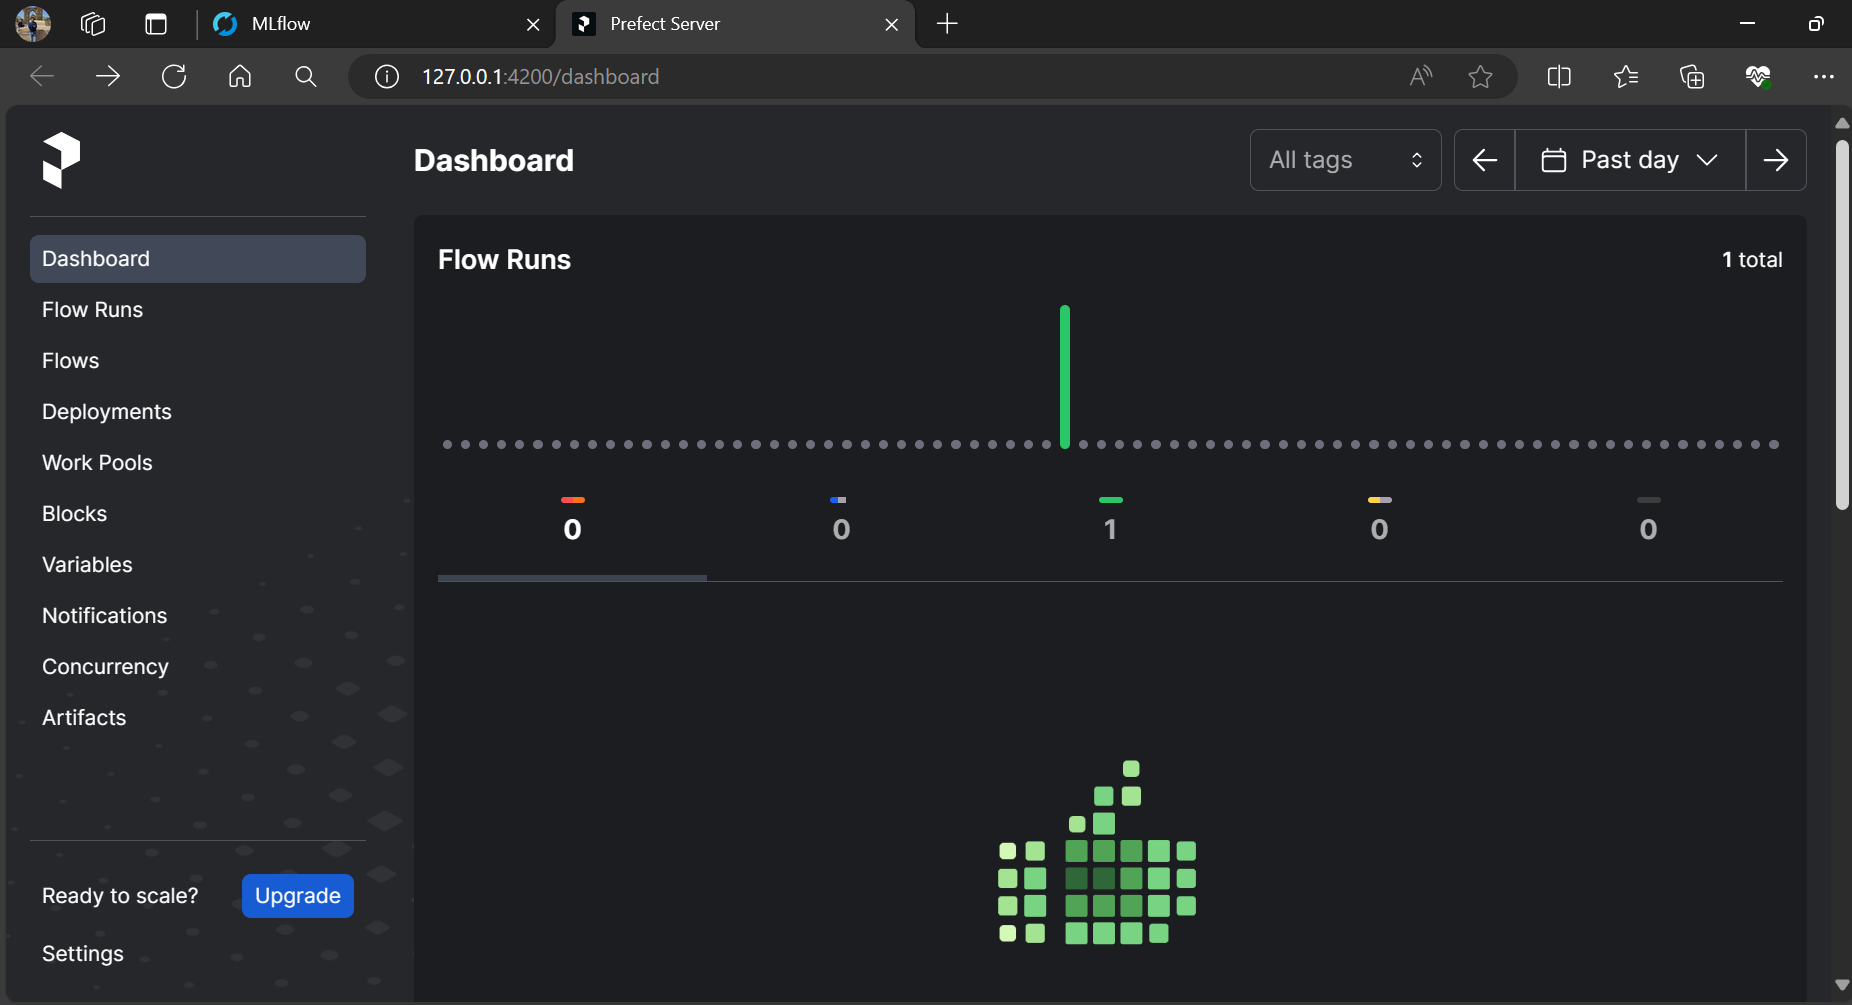 MLflow
Prefect Server
127.0.0.1:4200/dashboard
Dashboard
All tags
Past day
Dashboard
Flow Runs
Flows
Deployments
Work Pools
Blocks
Variables
Notifications
Concurrency
Artifacts
Ready to scale?
Upgrade
Settings
Flow Runs
1 total
0
0
1
0
0